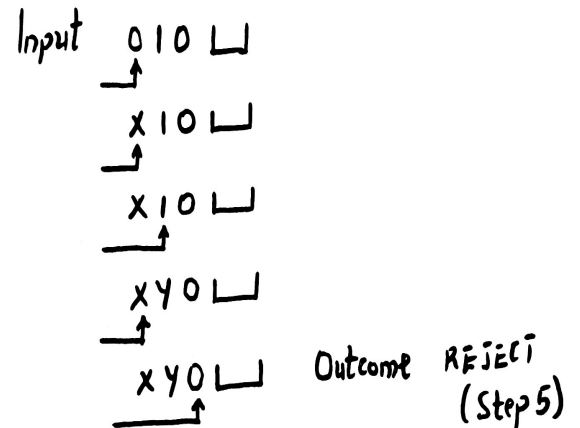 Input 010⊔
X10⊔
X10⊔
XY0⊔
XY0⊔ Outcome REJECT
(Step 5)